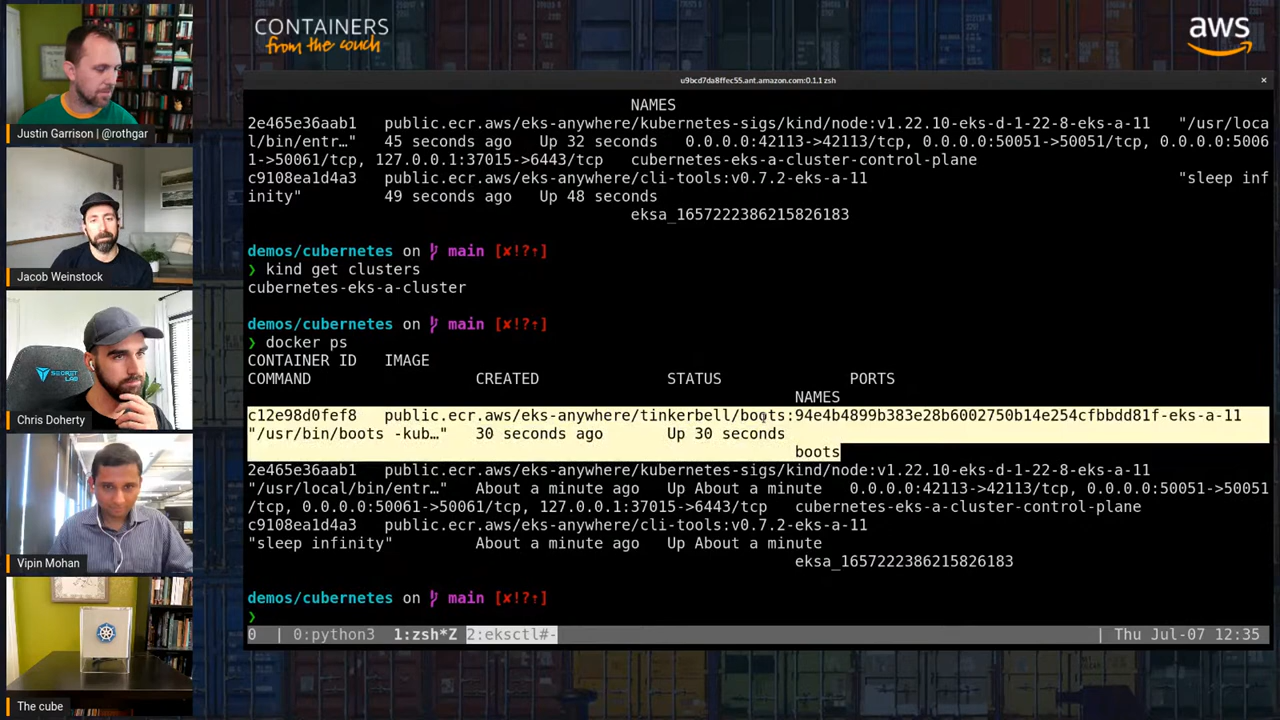 CONTAINERS
from the couch
aws
Justin Garrison | @rothgar
Jacob Weinstock
SECRET
LAB
Chris Doherty
Vipin Mohan
The cube
u9bcd7da8ffec55.ant.amazon.com:0.1.1 zsh
NAMES
2e465e36aab1 public.ecr.aws/eks-anywhere/kubernetes-sigs/kind/node:v1.22.10-eks-d-1-22-8-eks-a-11 "/usr/loca
l/bin/entr…" 45 seconds ago Up 32 seconds 0.0.0.0:42113->42113/tcp, 0.0.0.0:50051->50051/tcp, 0.0.0.0:5006
1->50061/tcp, 127.0.0.1:37015->6443/tcp cubernetes-eks-a-cluster-control-plane
c9108ea1d4a3 public.ecr.aws/eks-anywhere/cli-tools:v0.7.2-eks-a-11 "sleep inf
inity" 49 seconds ago Up 48 seconds
eksa_1657222386215826183
demos/cubernetes on main [✘!?⇡]
❯ kind get clusters
cubernetes-eks-a-cluster
demos/cubernetes on main [✘!?⇡]
❯ docker ps
CONTAINER ID IMAGE
COMMAND CREATED STATUS PORTS
NAMES
c12e98d0fef8 public.ecr.aws/eks-anywhere/tinkerbell/boots:94e4b4899b383e28b6002750b14e254cfbbdd81f-eks-a-11
"/usr/bin/boots -kub…" 30 seconds ago Up 30 seconds
boots
2e465e36aab1 public.ecr.aws/eks-anywhere/kubernetes-sigs/kind/node:v1.22.10-eks-d-1-22-8-eks-a-11
"/usr/local/bin/entr…" About a minute ago Up About a minute 0.0.0.0:42113->42113/tcp, 0.0.0.0:50051->50051
/tcp, 0.0.0.0:50061->50061/tcp, 127.0.0.1:37015->6443/tcp cubernetes-eks-a-cluster-control-plane
c9108ea1d4a3 public.ecr.aws/eks-anywhere/cli-tools:v0.7.2-eks-a-11
"sleep infinity" About a minute ago Up About a minute
eksa_1657222386215826183
demos/cubernetes on main [✘!?⇡]
❯
0 | 0:python3 1:zsh*Z 2:eksctl#- | Thu Jul-07 12:35